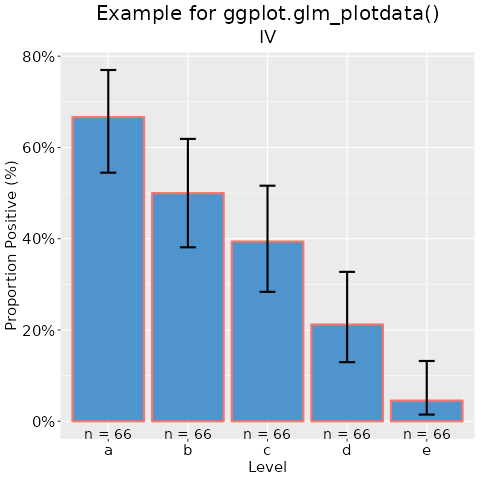 Example for ggplot.glm_plotdata()
IV
80%
60%
40%
20%
0%
Proportion Positive (%)
n = 66 n = 66 n = 66 n = 66 n = 66
a b c d e
Level